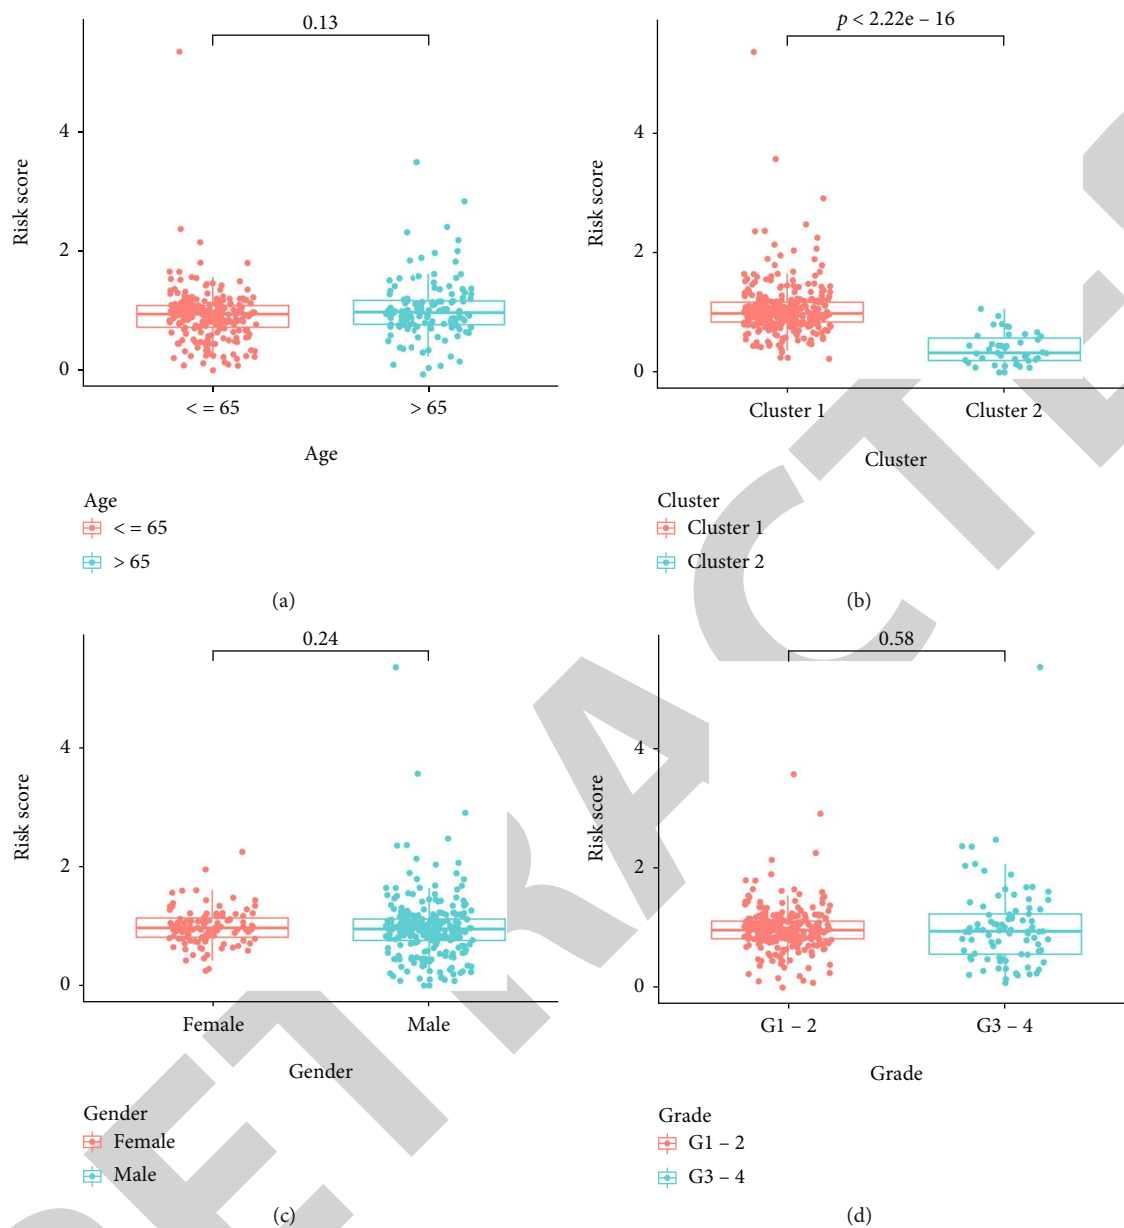 0.13
4
2
0
Risk score
< = 65
> 65
Age
Age
< = 65
> 65
(a)
p < 2.22e – 16
4
2
0
Risk score
Cluster 1
Cluster 2
Cluster
Cluster
Cluster 1
Cluster 2
(b)
0.24
4
2
0
Risk score
Female
Male
Gender
Gender
Female
Male
(c)
0.58
4
2
0
Risk score
G1 – 2
G3 – 4
Grade
Grade
G1 – 2
G3 – 4
(d)